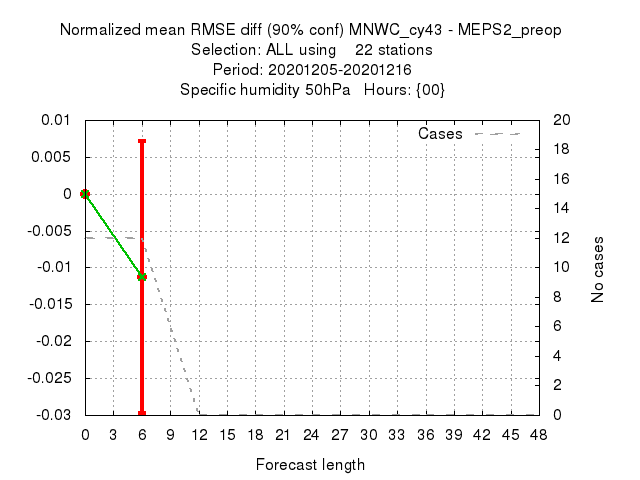 Normalized mean RMSE diff (90% conf) MNWC_cy43 - MEPS2_preop
Selection: ALL using    22 stations
Period: 20201205-20201216
Specific humidity 50hPa   Hours: {00}
Cases
0.01
0.005
0
-0.005
-0.01
-0.015
-0.02
-0.025
-0.03
20
18
16
14
12
10
8
6
4
2
0
No cases
0 3 6 9 12 15 18 21 24 27 30 33 36 39 42 45 48
Forecast length